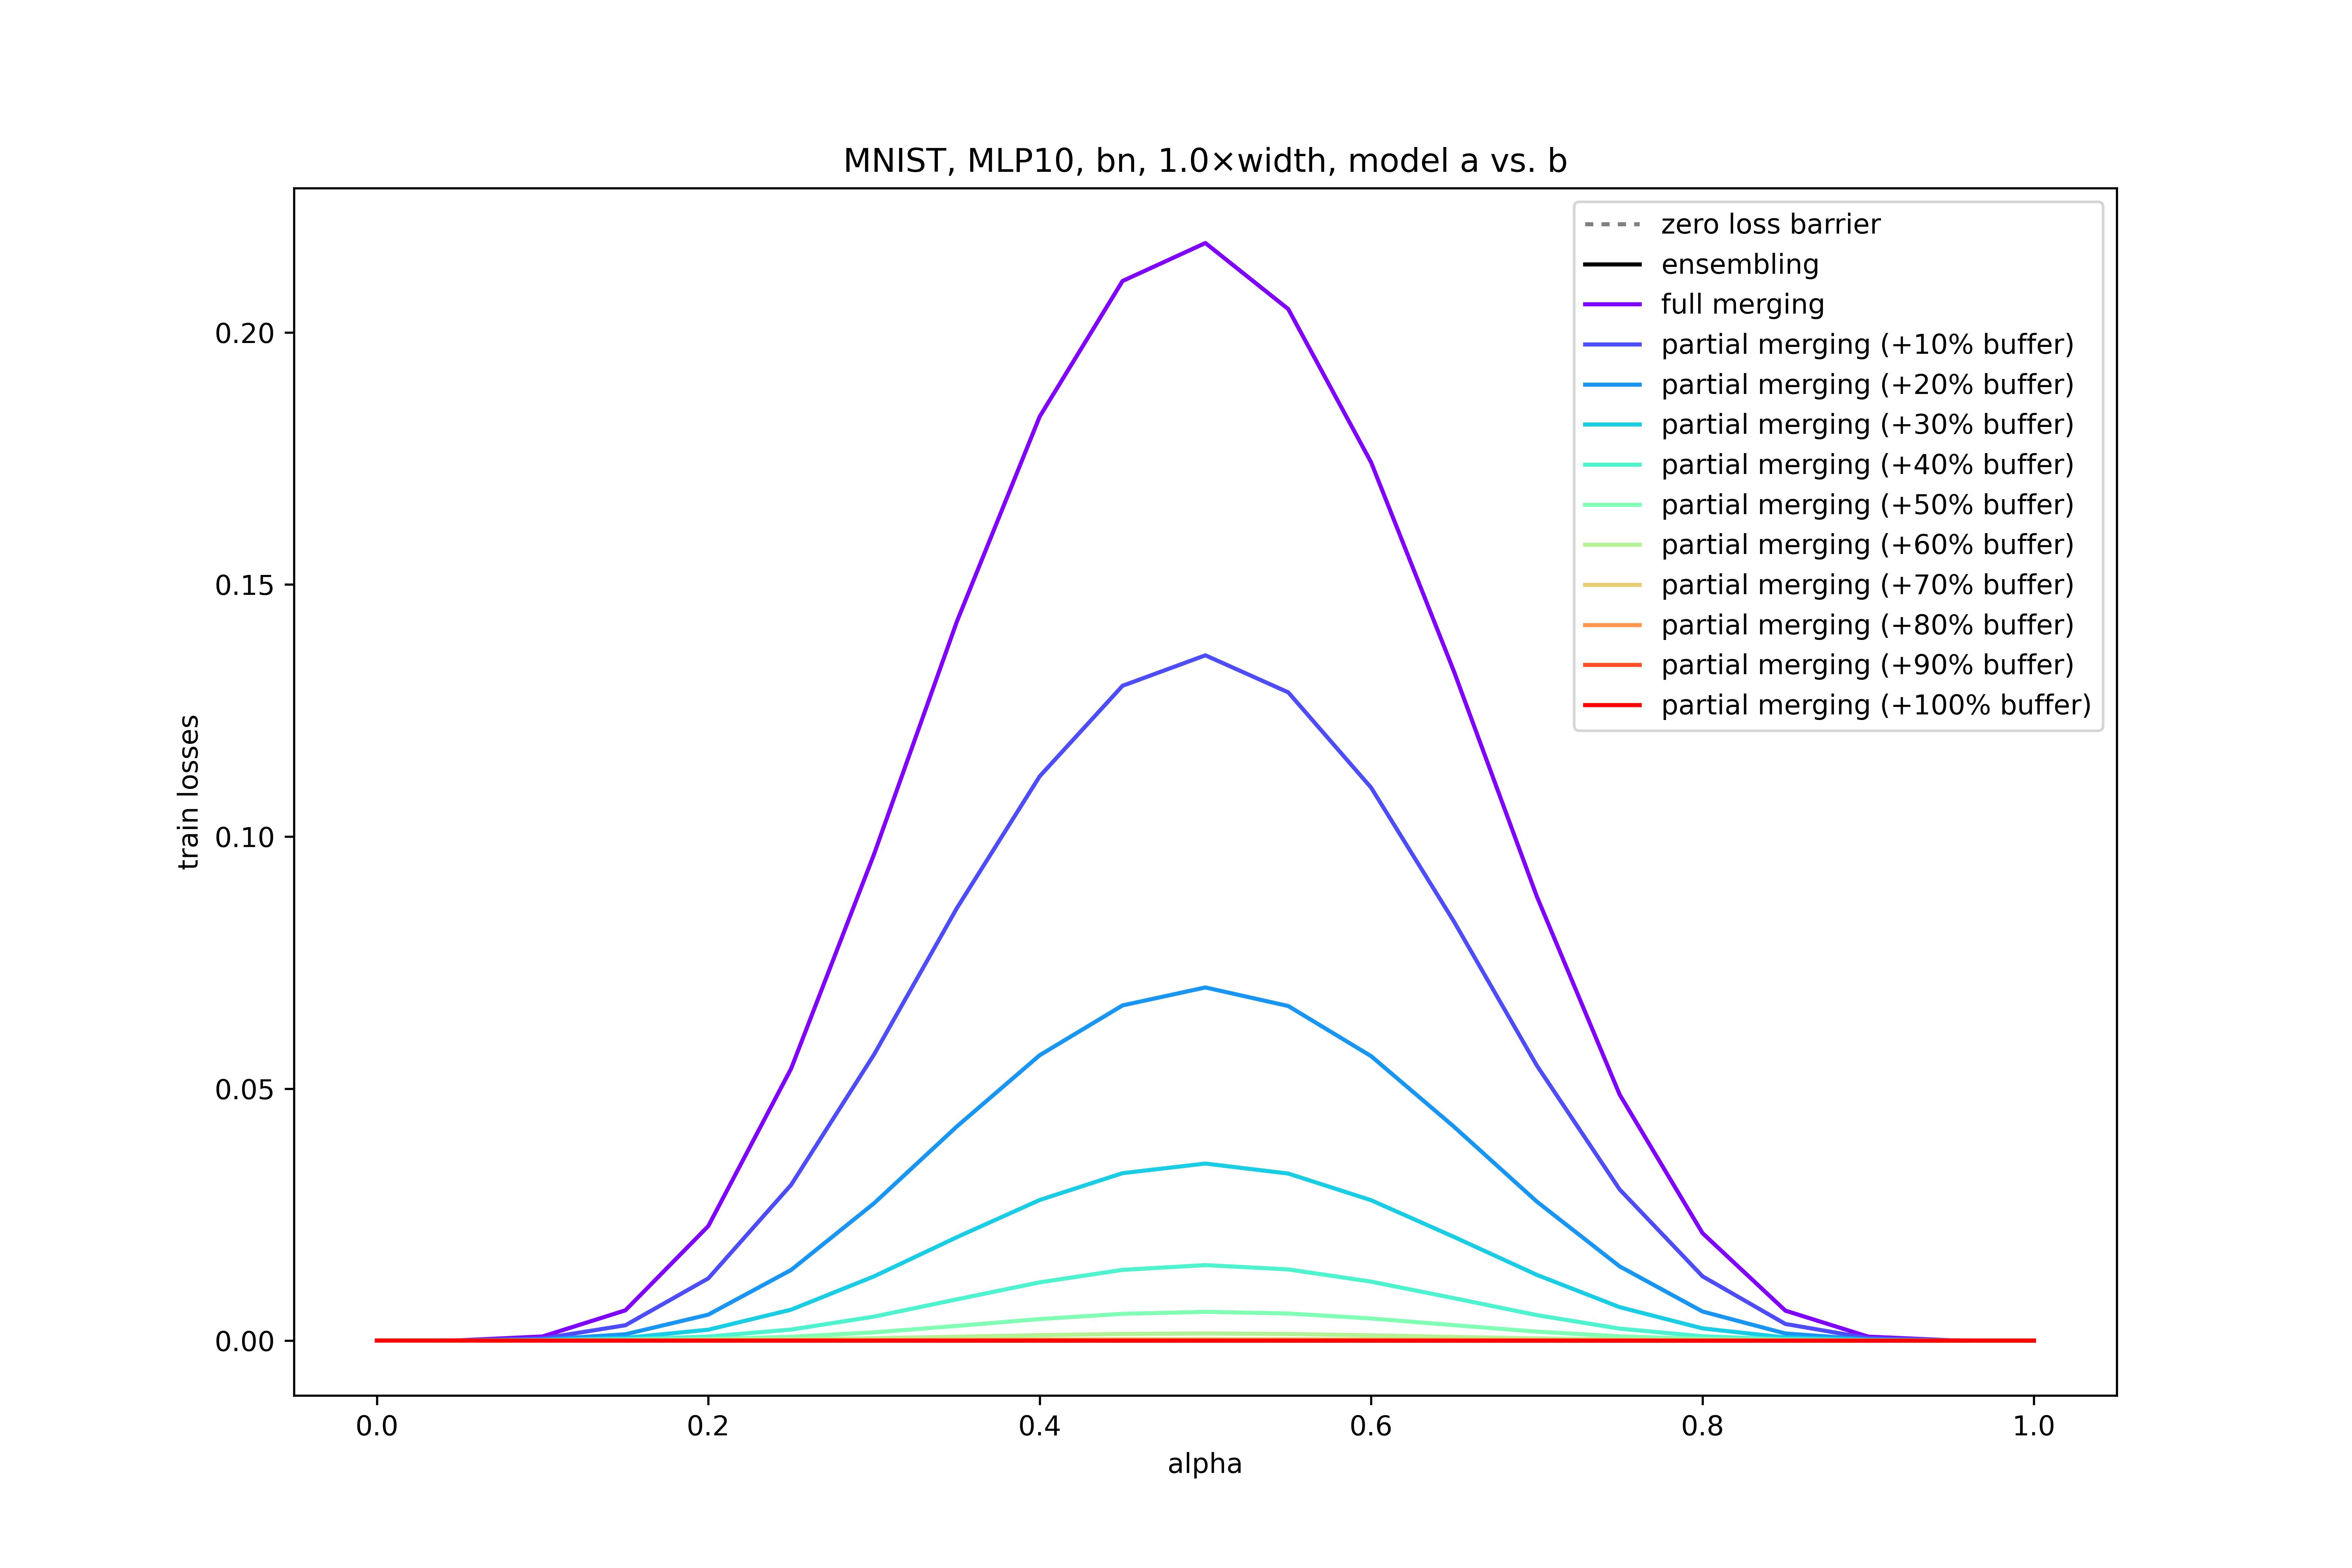 MNIST, MLP10, bn, 1.0×width, model a vs. b
zero loss barrier
ensembling
full merging
partial merging (+10% buffer)
partial merging (+20% buffer)
partial merging (+30% buffer)
partial merging (+40% buffer)
partial merging (+50% buffer)
partial merging (+60% buffer)
partial merging (+70% buffer)
partial merging (+80% buffer)
partial merging (+90% buffer)
partial merging (+100% buffer)
train losses
0.20
0.15
0.10
0.05
0.00
0.0 0.2 0.4 0.6 0.8 1.0
alpha